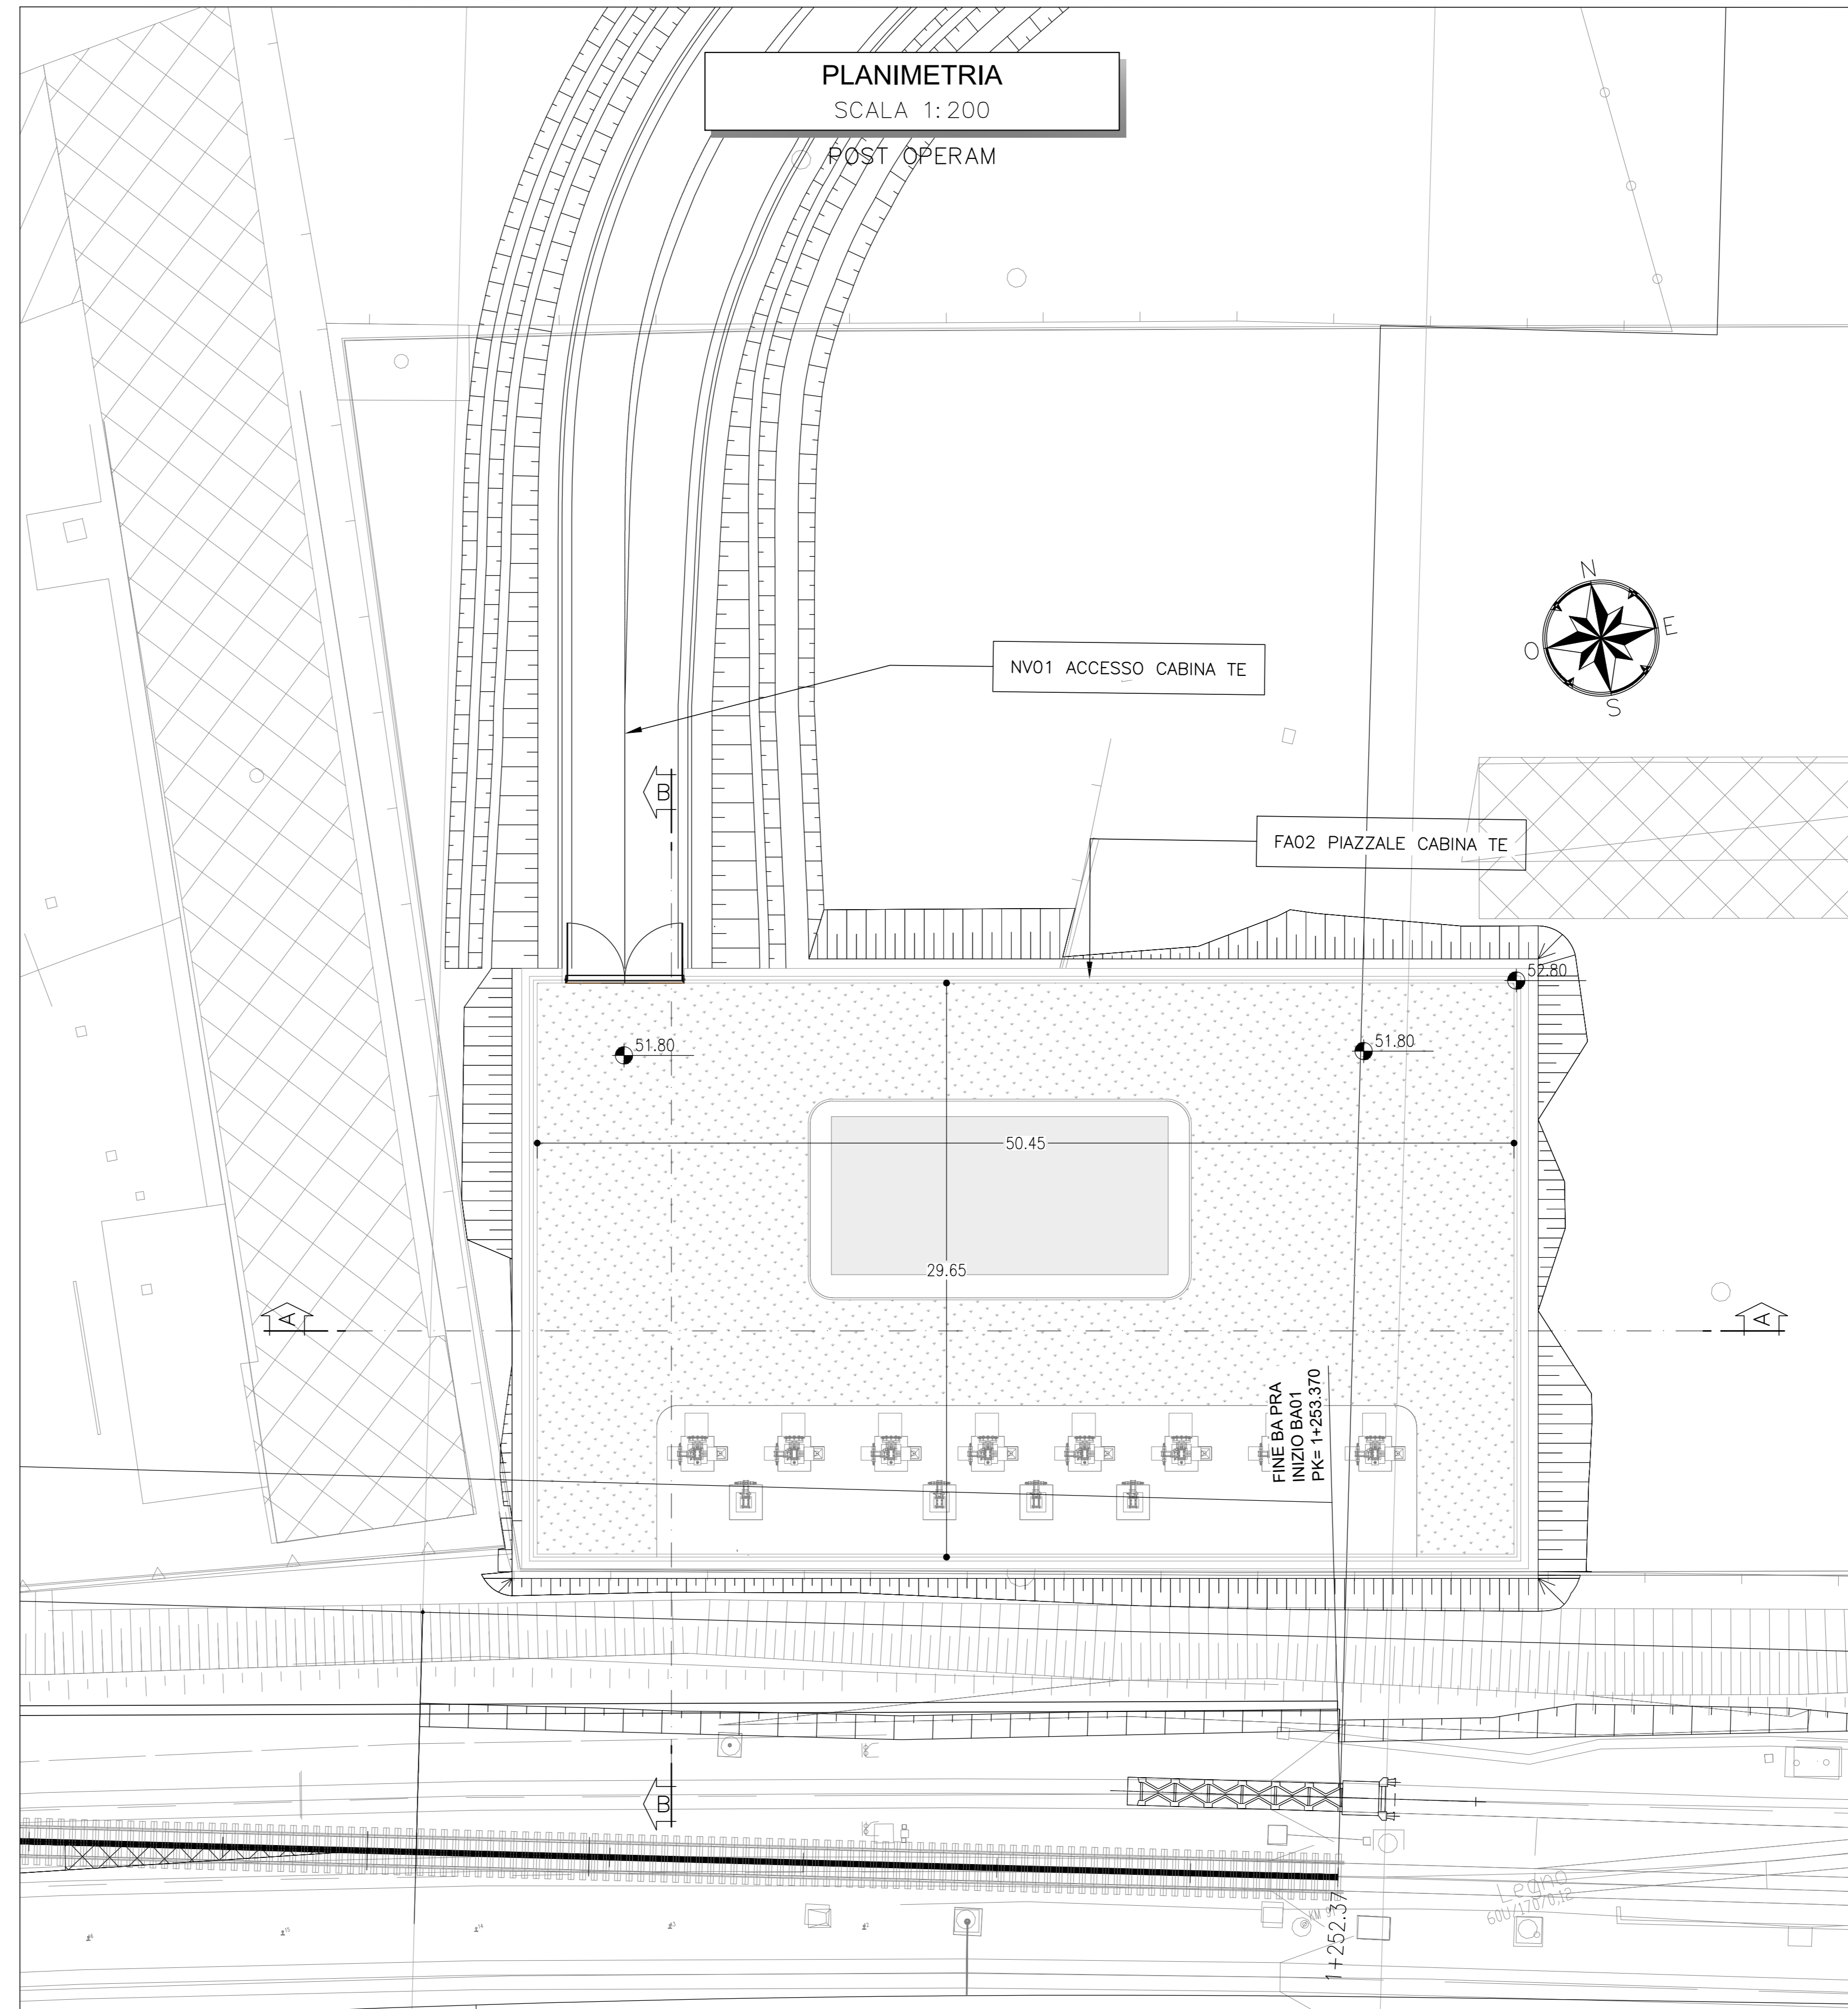 PLANIMETRIA
SCALA 1:200
POST OPERAM
N
E
O
S
NV01 ACCESSO CABINA TE
B
FA02 PIAZZALE CABINA TE
52.80
51.80
51.80
50.45
29.65
A
A
FINE BA PRA
INIZIO BA01
PK= 1+253.370
B
Legno
1+252.37